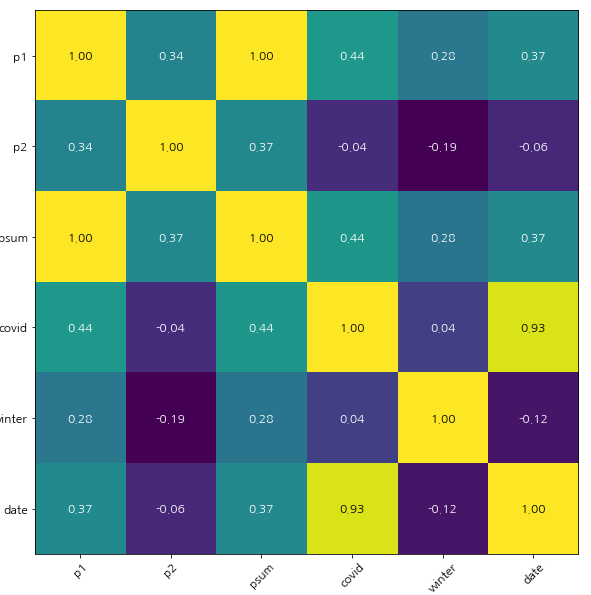 p1 1.00 0.34 1.00 0.44 0.28 0.37
p2 0.34 1.00 0.37 -0.04 -0.19 -0.06
psum 1.00 0.37 1.00 0.44 0.28 0.37
covid 0.44 -0.04 0.44 1.00 0.04 0.93
winter 0.28 -0.19 0.28 0.04 1.00 -0.12
date 0.37 -0.06 0.37 0.93 -0.12 1.00
p1 p2 psum covid winter date